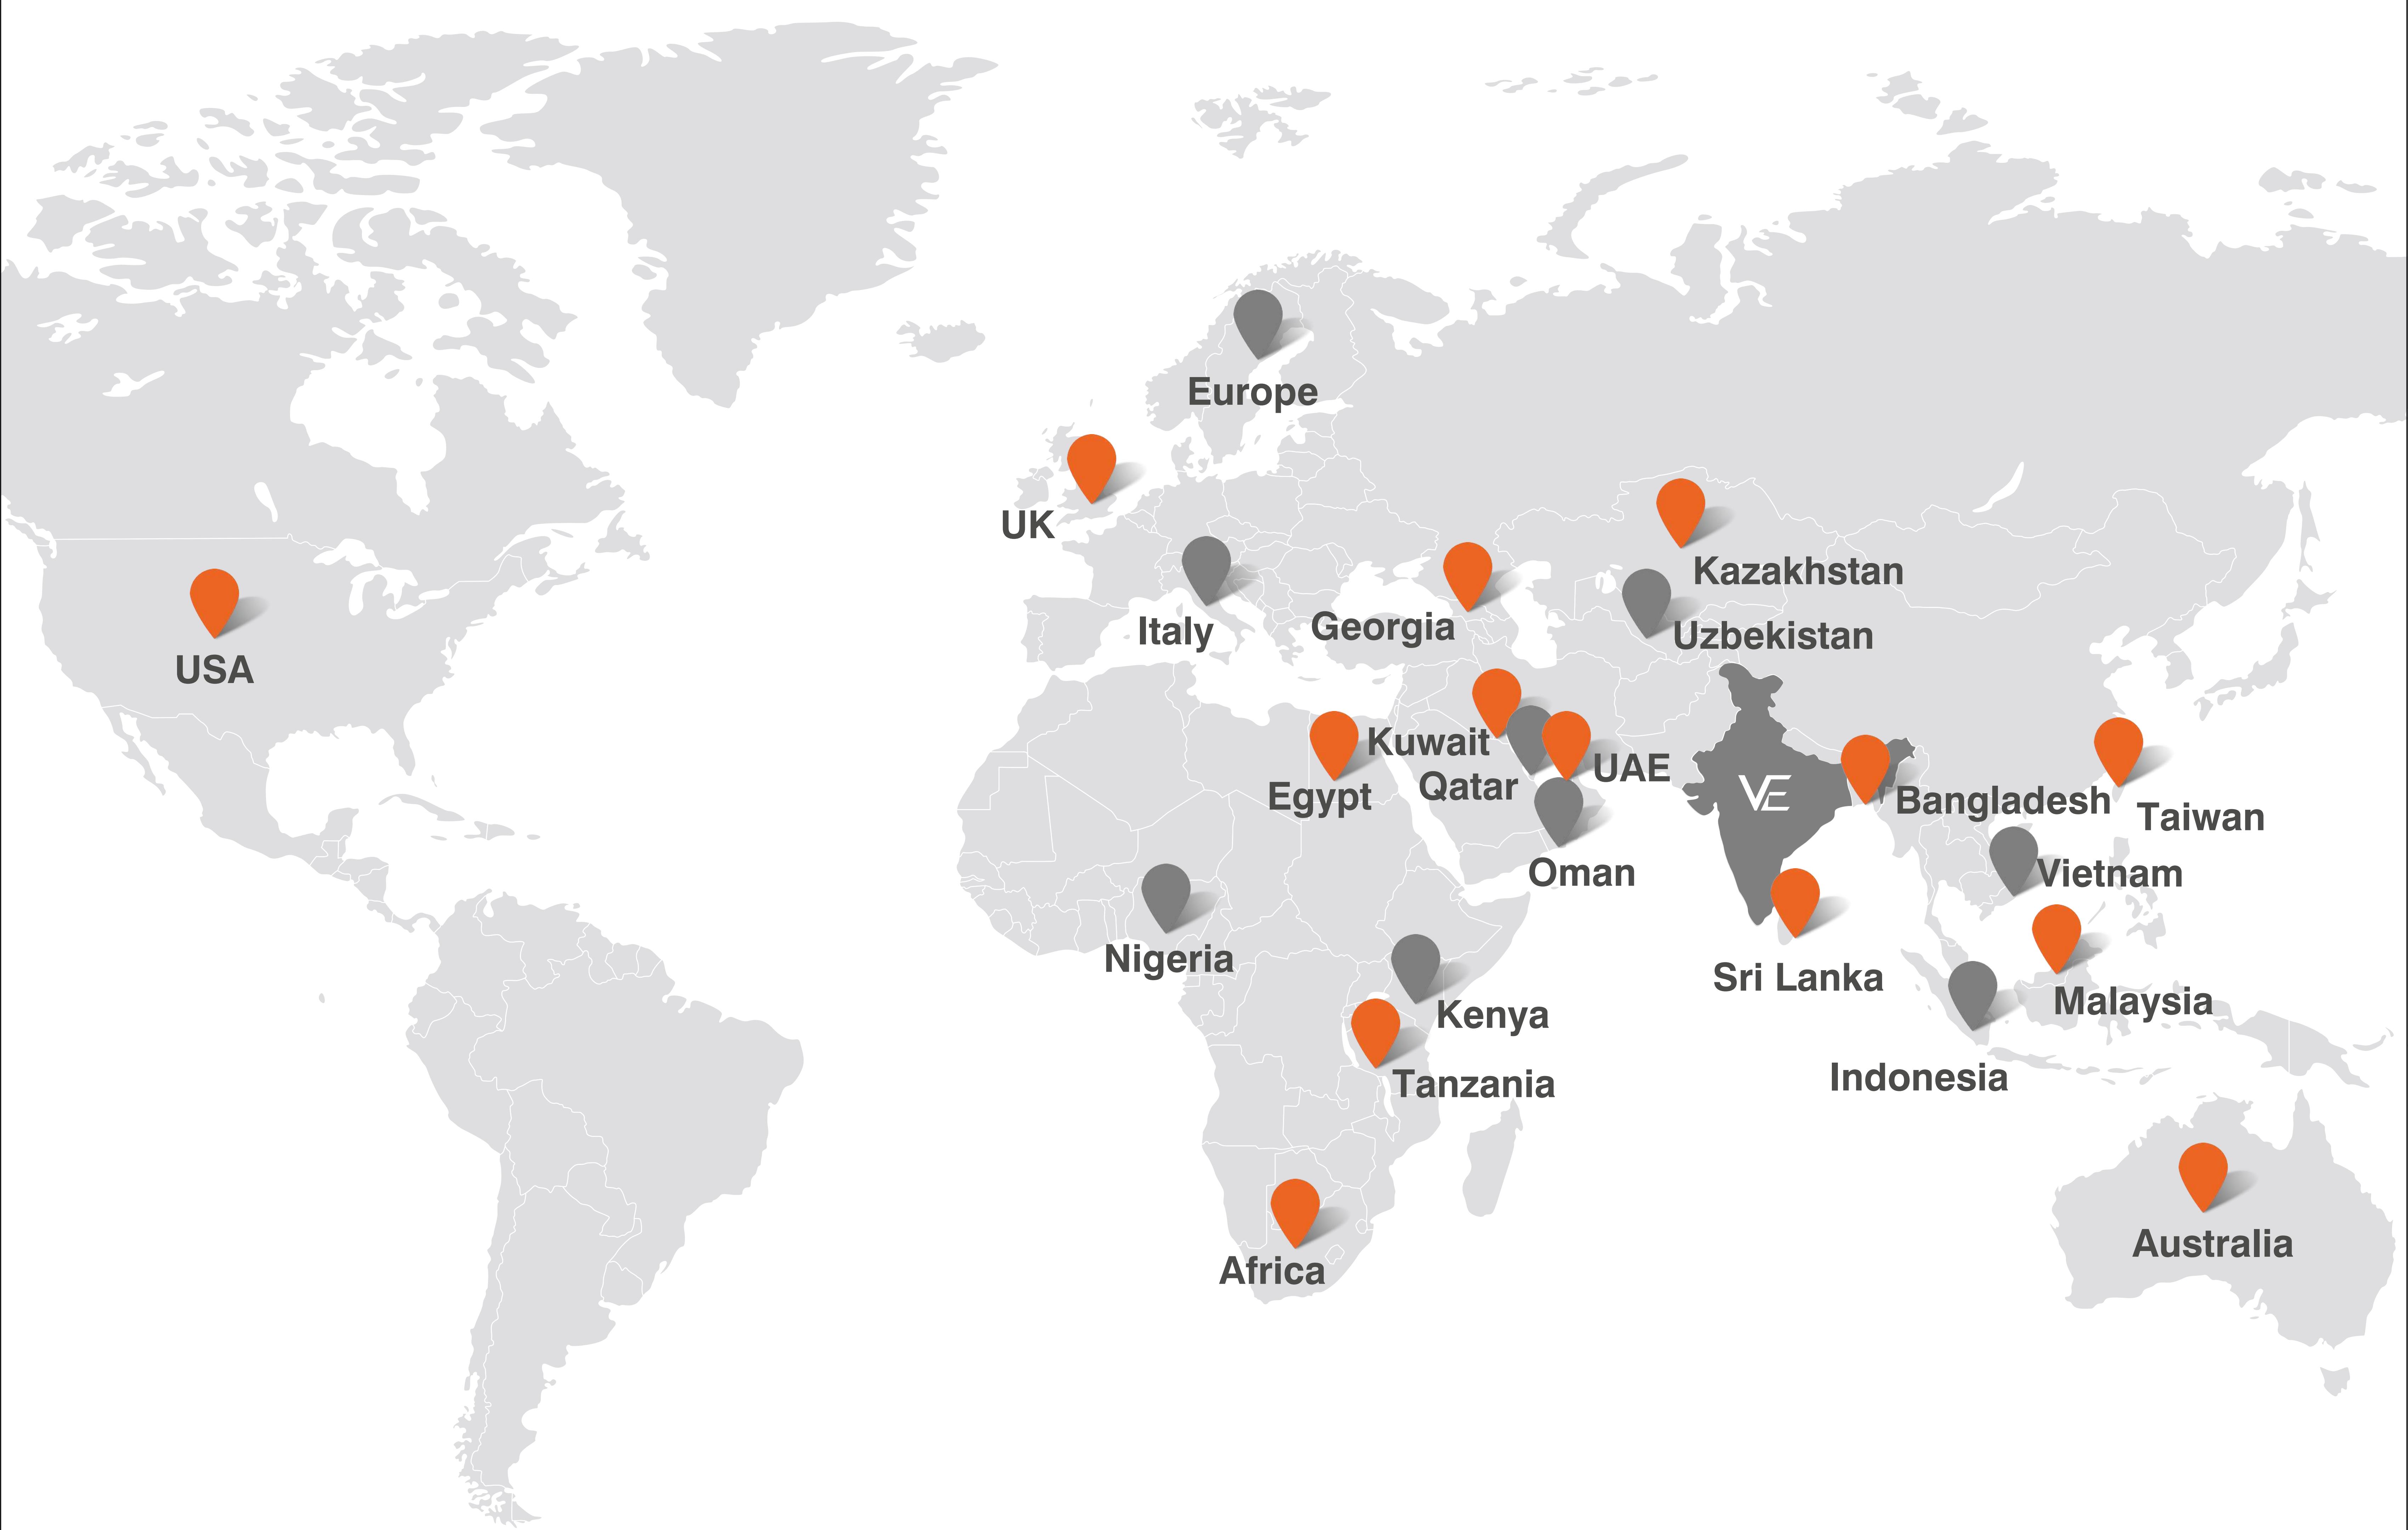 Europe
UK
Kazakhstan
Italy
Georgia
Uzbekistan
USA
Kuwait
UAE
Qatar
Egypt
VE
Bangladesh
Taiwan
Oman
Vietnam
Nigeria
Sri Lanka
Malaysia
Kenya
Indonesia
Tanzania
Australia
Africa